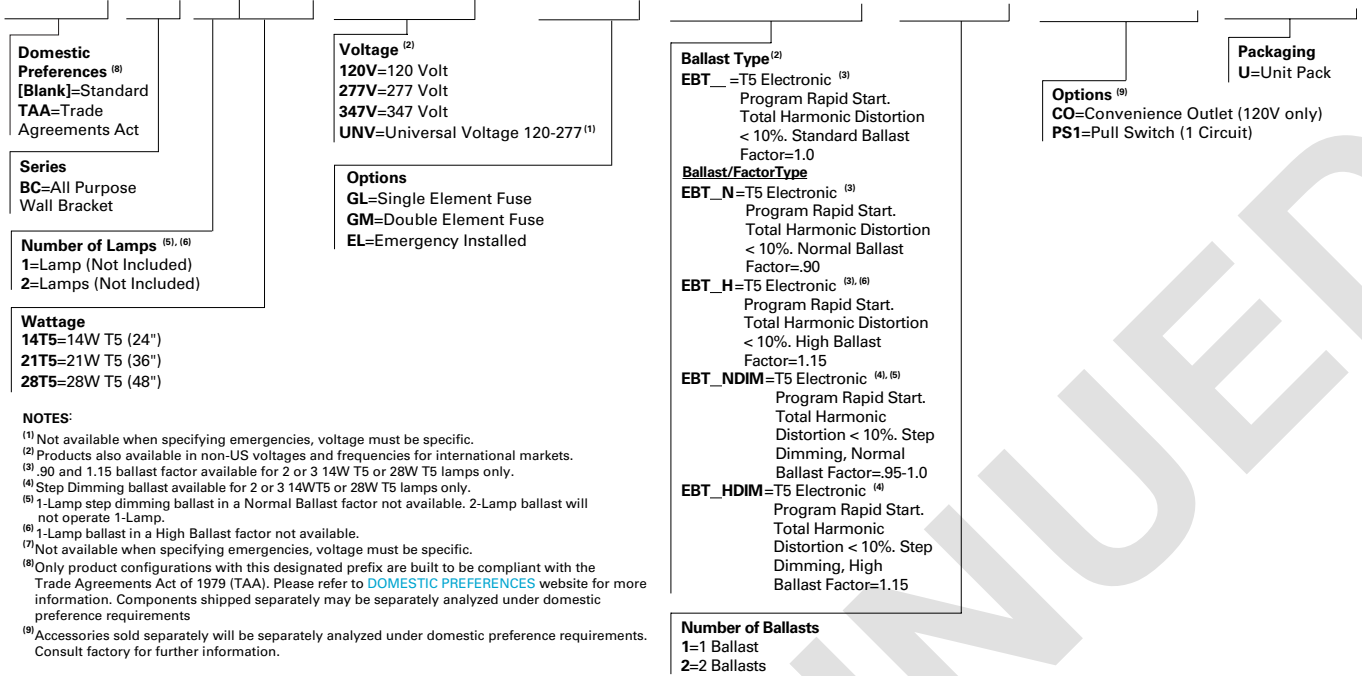 Domestic
Preferences (8)
[Blank]=Standard
TAA=Trade
Agreements Act
Series
BC=All Purpose
Wall Bracket
Number of Lamps (5), (6)
1=Lamp (Not Included)
2=Lamps (Not Included)
Wattage
14T5=14W T5 (24")
21T5=21W T5 (36")
28T5=28W T5 (48")
Voltage (2)
120V=120 Volt
277V=277 Volt
347V=347 Volt
UNV=Universal Voltage 120-277 (1)
Options
GL=Single Element Fuse
GM=Double Element Fuse
EL=Emergency Installed
Ballast Type (2)
EBT__ =T5 Electronic (3)
Program Rapid Start.
Total Harmonic Distortion
< 10%. Standard Ballast
Factor=1.0
Ballast/FactorType
EBT_N=T5 Electronic (3)
Program Rapid Start.
Total Harmonic Distortion
< 10%. Normal Ballast
Factor=.90
EBT_H=T5 Electronic (3), (6)
Program Rapid Start.
Total Harmonic Distortion
< 10%. High Ballast
Factor=1.15
EBT_NDIM=T5 Electronic (4), (5)
Program Rapid Start.
Total Harmonic
Distortion < 10%. Step
Dimming, Normal
Ballast Factor=.95-1.0
EBT_HDIM=T5 Electronic (4)
Program Rapid Start.
Total Harmonic
Distortion < 10%. Step
Dimming, High
Ballast Factor=1.15
Number of Ballasts
1=1 Ballast
2=2 Ballasts
Options (9)
CO=Convenience Outlet (120V only)
PS1=Pull Switch (1 Circuit)
Packaging
U=Unit Pack
NOTES:
(1) Not available when specifying emergencies, voltage must be specific.
(2) Products also available in non-US voltages and frequencies for international markets.
(3) .90 and 1.15 ballast factor available for 2 or 3 14W T5 or 28W T5 lamps only.
(4) Step Dimming ballast available for 2 or 3 14WT5 or 28W T5 lamps only.
(5) 1-Lamp step dimming ballast in a Normal Ballast factor not available. 2-Lamp ballast will
not operate 1-Lamp.
(6) 1-Lamp ballast in a High Ballast factor not available.
(7) Not available when specifying emergencies, voltage must be specific.
(8) Only product configurations with this designated prefix are built to be compliant with the
Trade Agreements Act of 1979 (TAA). Please refer to DOMESTIC PREFERENCES website for more
information. Components shipped separately may be separately analyzed under domestic
preference requirements
(9) Accessories sold separately will be separately analyzed under domestic preference requirements.
Consult factory for further information.